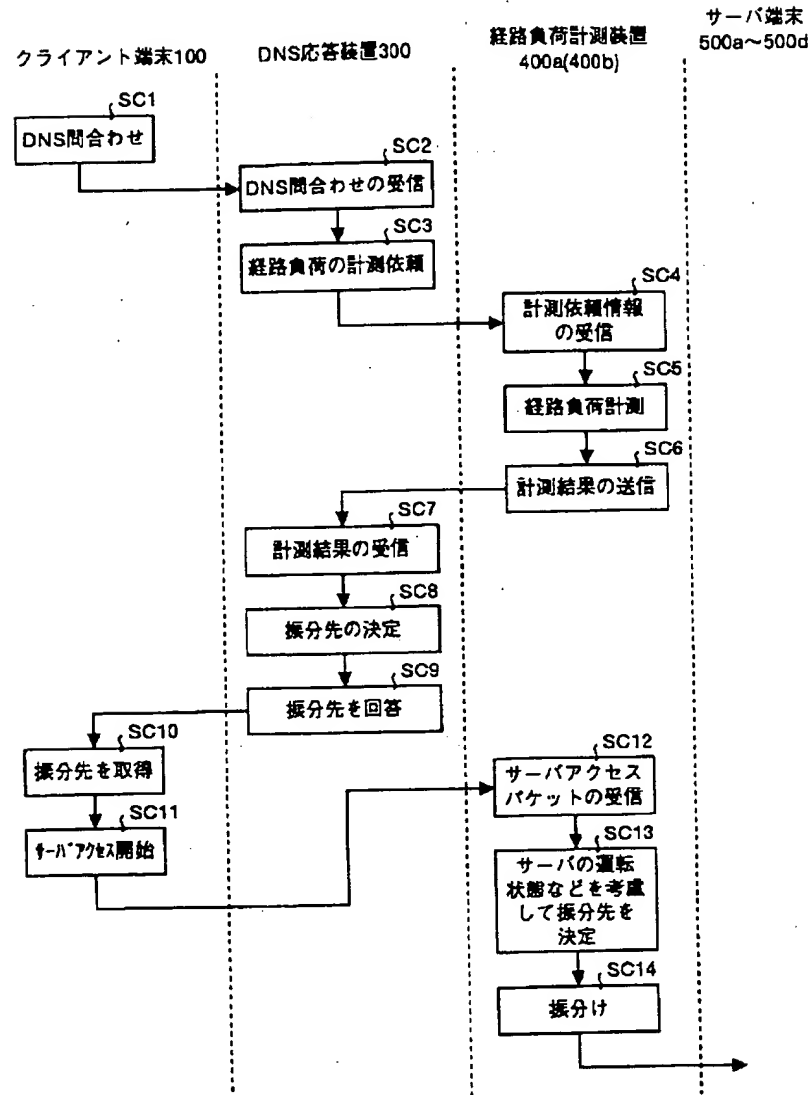 クライアント端末100
DNS応答装置300
経路負荷計測装置
400a(400b)
サーバ端末
500a～500d
SC1
DNS問合わせ
SC2
DNS問合わせの受信
SC3
経路負荷の計測依頼
SC4
計測依頼情報
の受信
SC5
経路負荷計測
SC6
計測結果の送信
SC7
計測結果の受信
SC8
振分先の決定
SC9
振分先を回答
SC10
振分先を取得
SC11
ｻｰﾊﾞｱｸｾｽ開始
SC12
サーバアクセス
パケットの受信
SC13
サーバの運転
状態などを考慮
して振分先を
決定
SC14
振分け